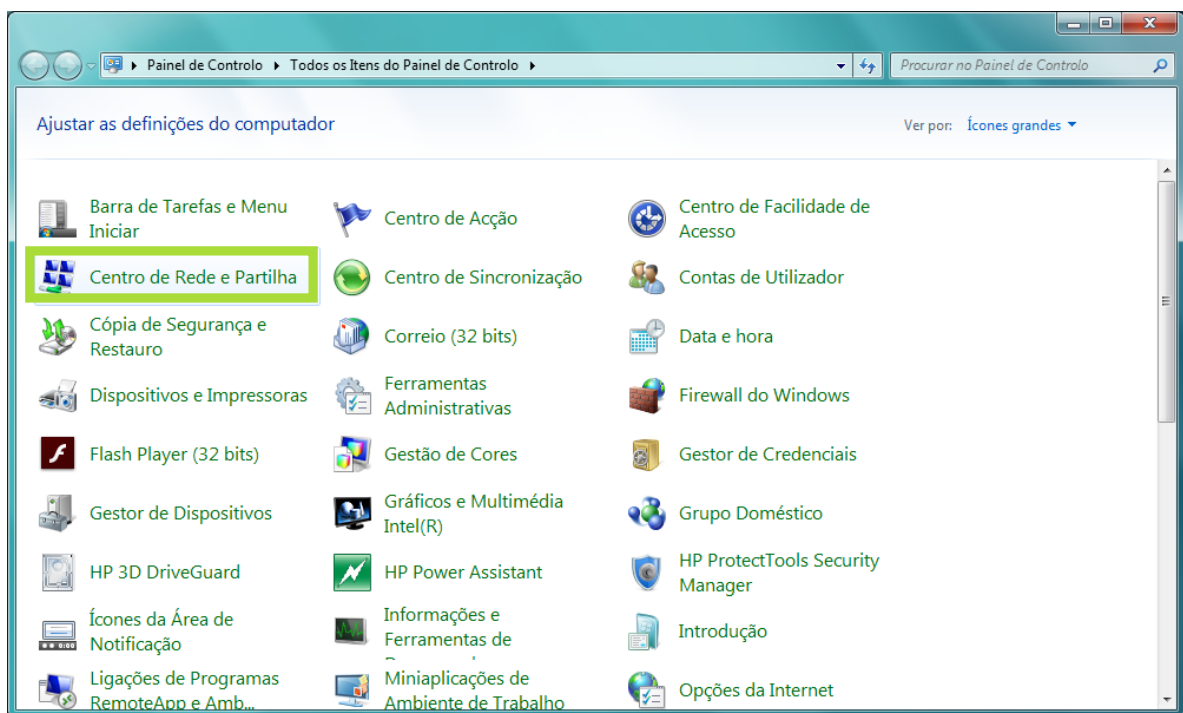 Painel de Controlo
Todos os Itens do Painel de Controlo
Procurar no Painel de Controlo
Ajustar as definições do computador
Ver por:
Ícones grandes
Barra de Tarefas e Menu
Iniciar
Centro de Acção
Centro de Facilidade de
Acesso
Centro de Rede e Partilha
Centro de Sincronização
Contas de Utilizador
Cópia de Segurança e
Restauro
Correio (32 bits)
Data e hora
Dispositivos e Impressoras
Ferramentas
Administrativas
Firewall do Windows
Flash Player (32 bits)
Gestão de Cores
Gestor de Credenciais
Gestor de Dispositivos
Gráficos e Multimédia
Intel(R)
Grupo Doméstico
HP 3D DriveGuard
HP Power Assistant
HP ProtectTools Security
Manager
Ícones da Área de
Notificação
Informações e
Ferramentas de
Introdução
Ligações de Programas
RemoteApp e Amb...
Miniaplicações de
Ambiente de Trabalho
Opções da Internet